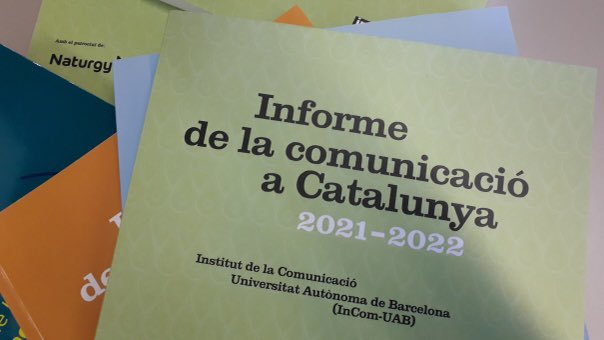 Amb el patrocini de:
Naturgy
Informe
de la comunicació
a Catalunya
2021-2022
Institut de la Comunicació
Universitat Autònoma de Barcelona
(InCom-UAB)